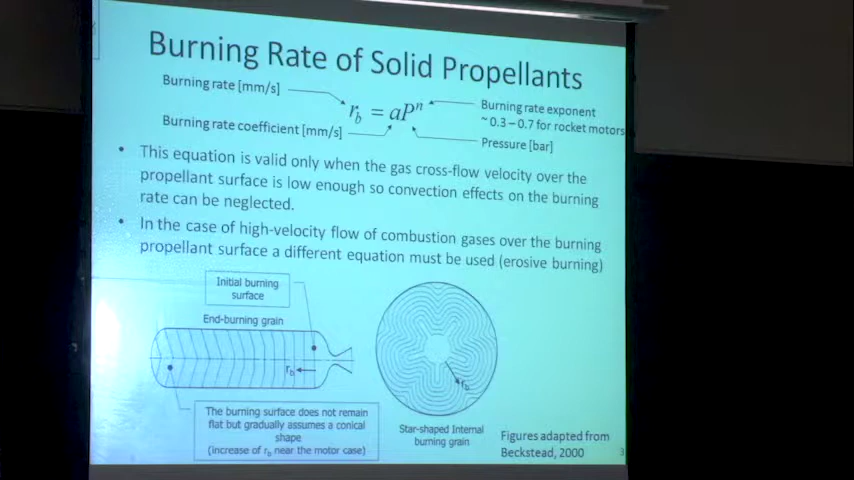 Burning Rate of Solid Propellants
Burning rate [mm/s]
r_b = aP^n
Burning rate exponent
~ 0.3 – 0.7 for rocket motors
Burning rate coefficient [mm/s]
Pressure [bar]
• This equation is valid only when the gas cross-flow velocity over the
propellant surface is low enough so convection effects on the burning
rate can be neglected.
• In the case of high-velocity flow of combustion gases over the burning
propellant surface a different equation must be used (erosive burning)
Initial burning
surface
End-burning grain
r_b
r_b
The burning surface does not remain
flat but gradually assumes a conical
shape
(increase of r_b near the motor case)
Star-shaped Internal
burning grain
Figures adapted from
Beckstead, 2000
3